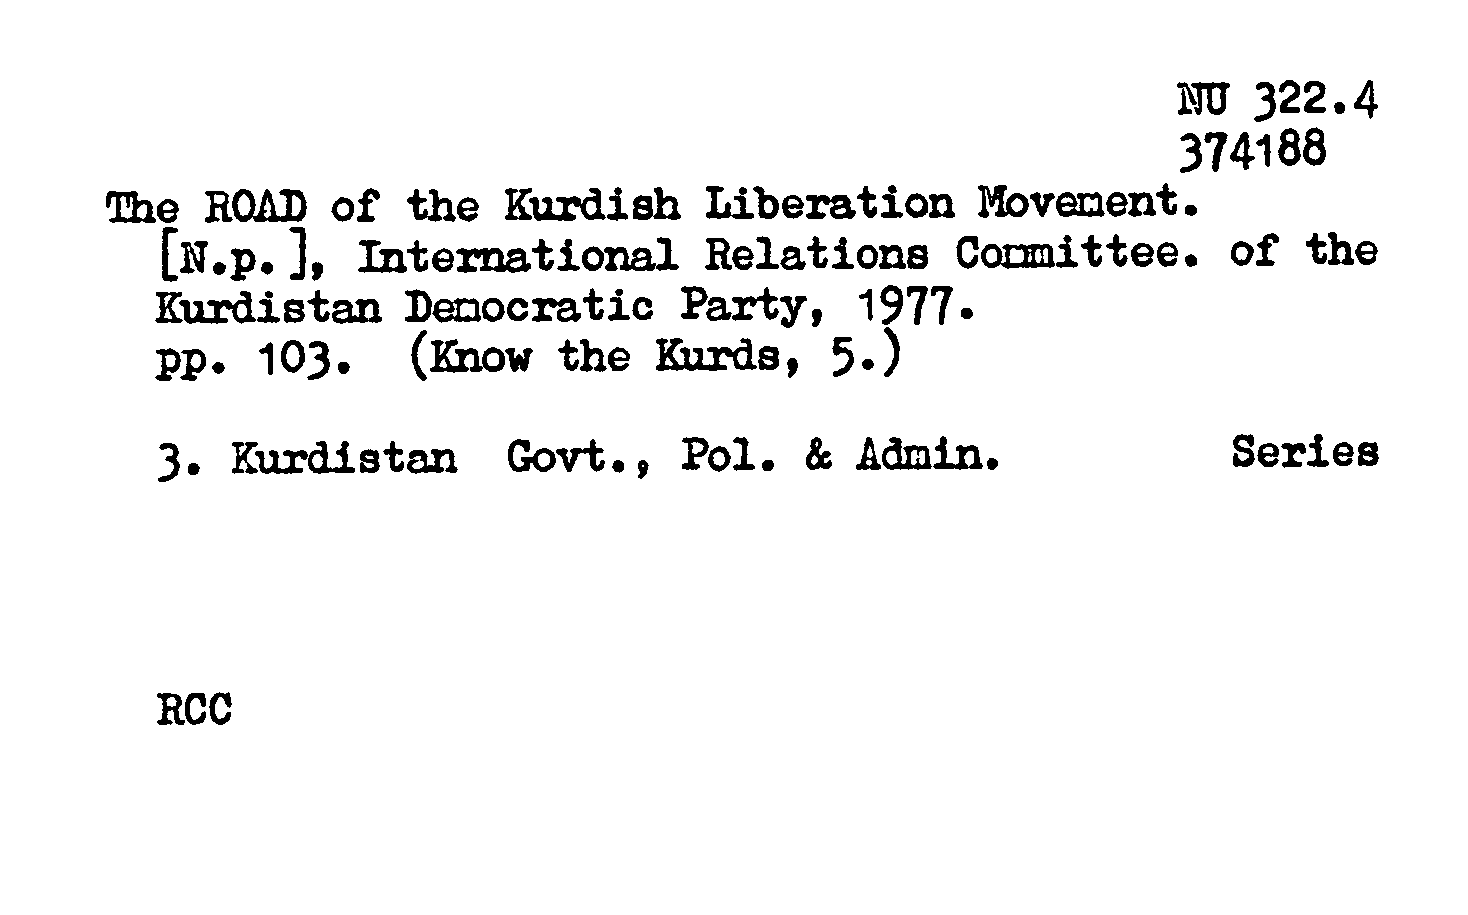 NU 322.4
374188
The ROAD of the Kurdish Liberation Movement.
[N.p.], International Relations Committee. of the
Kurdistan Democratic Party, 1977.
pp. 103. (Know the Kurds, 5.)
3. Kurdistan Govt., Pol. & Admin. Series
RCC